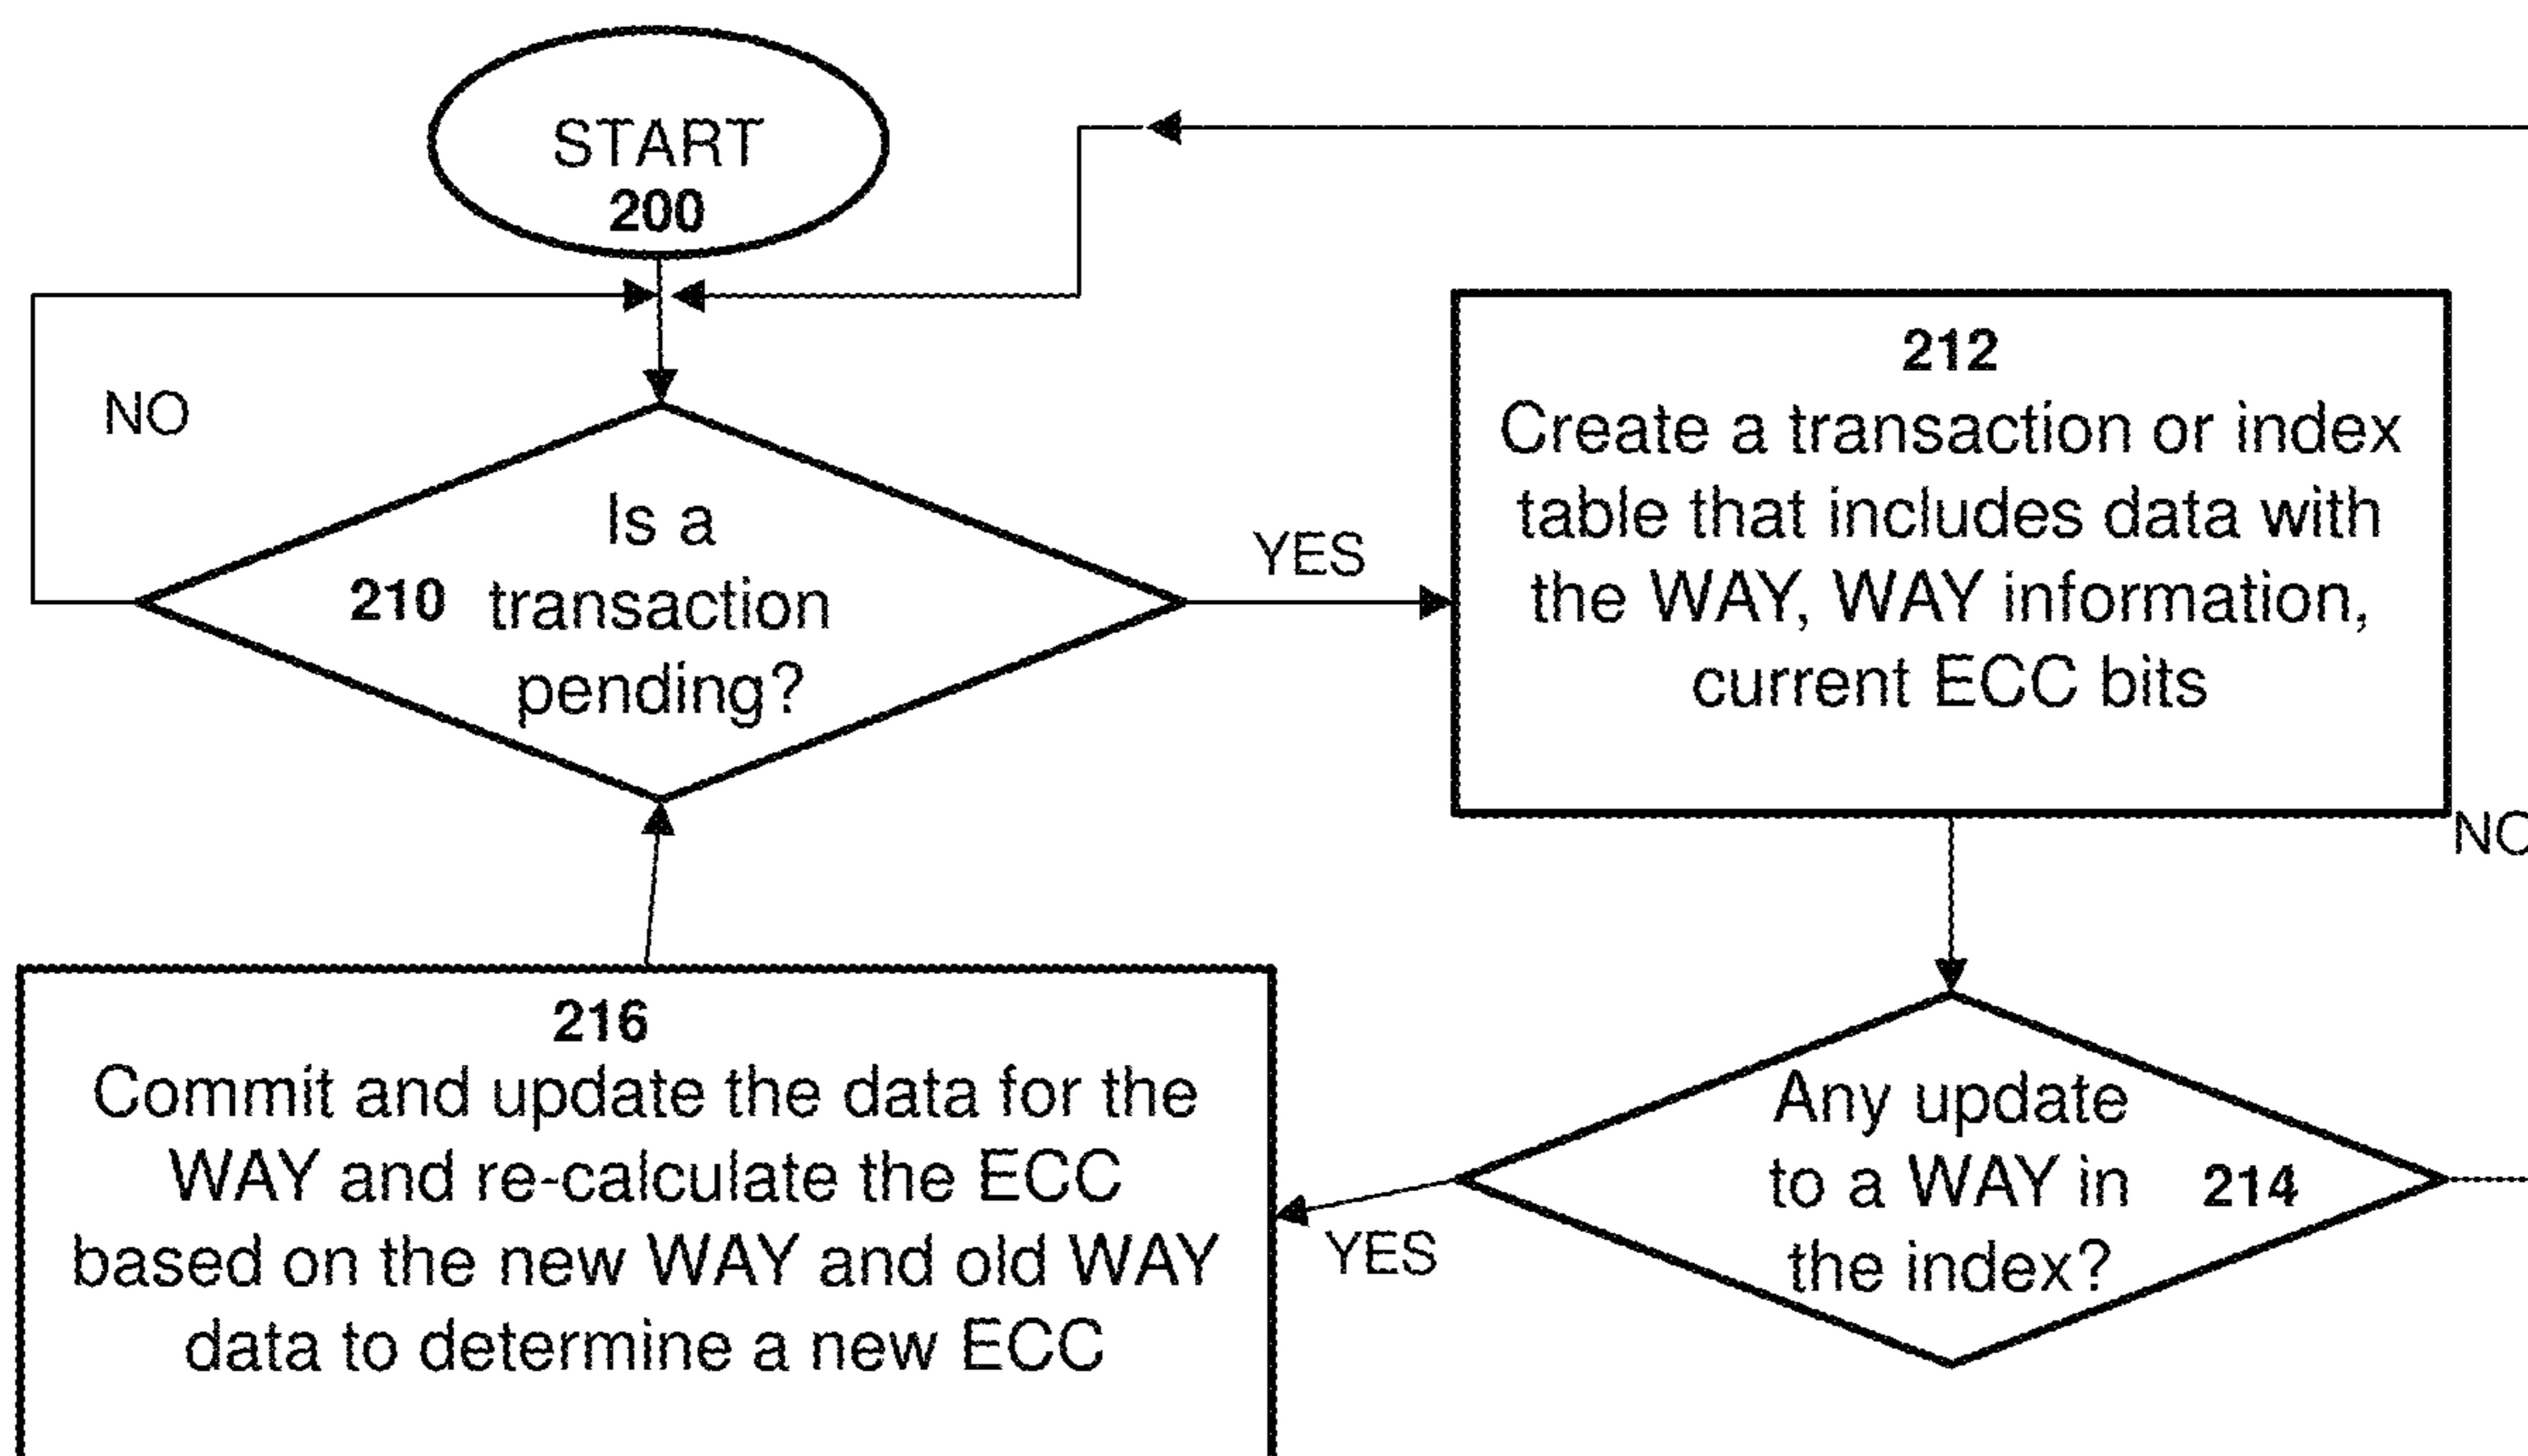 START
200
NO
Is a
210 transaction
pending?
YES
212
Create a transaction or index
table that includes data with
the WAY, WAY information,
current ECC bits
NO
216
Commit and update the data for the
WAY and re-calculate the ECC
based on the new WAY and old WAY
data to determine a new ECC
YES
Any update
to a WAY in 214
the index?